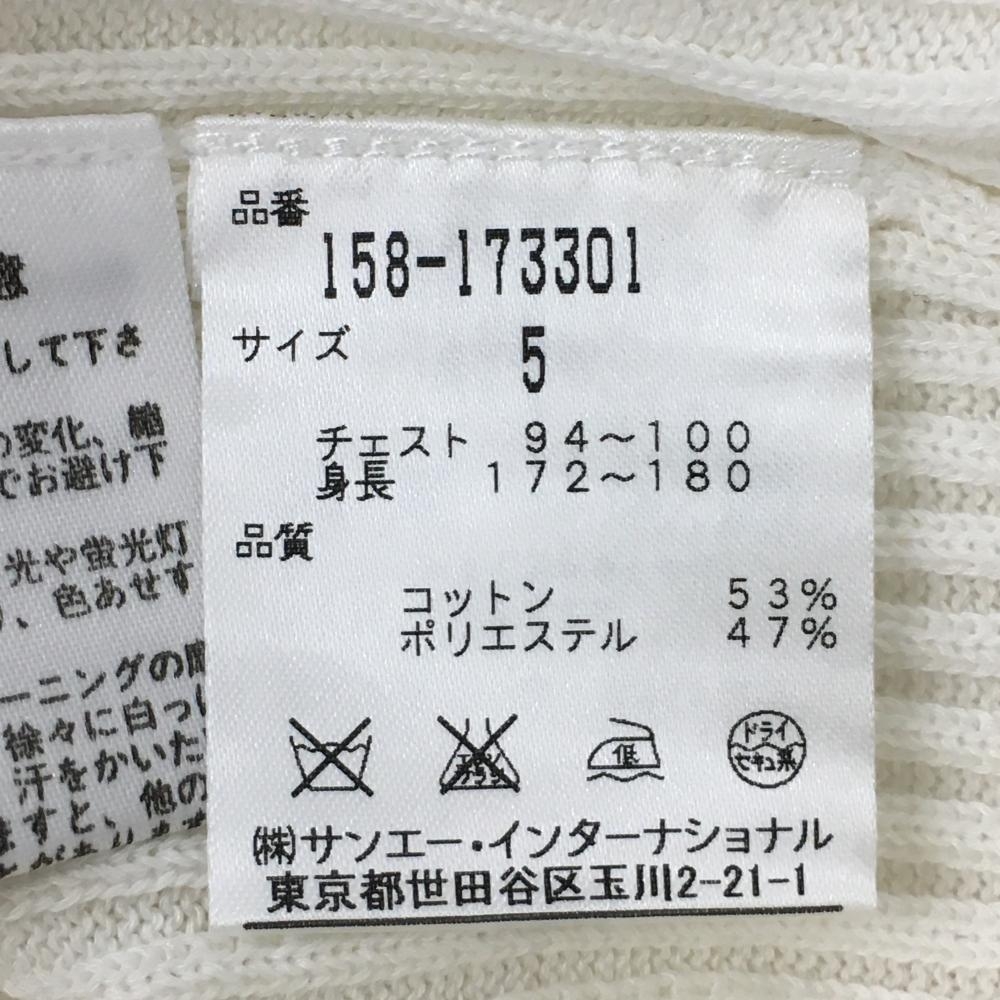 して下さ
の変化、
でお避け下
光や蛍光灯
、色あせす
ーニングの
徐々に白っ
汗をかいた
ますと、他の
品番
158-173301
サイズ
5
チェスト 94~100
身長 172~180
品質
コットン 53%
ポリエステル 47%
低
ドライ
セキユ系
(株)サンエー・インターナショナル
東京都世田谷区玉川2-21-1